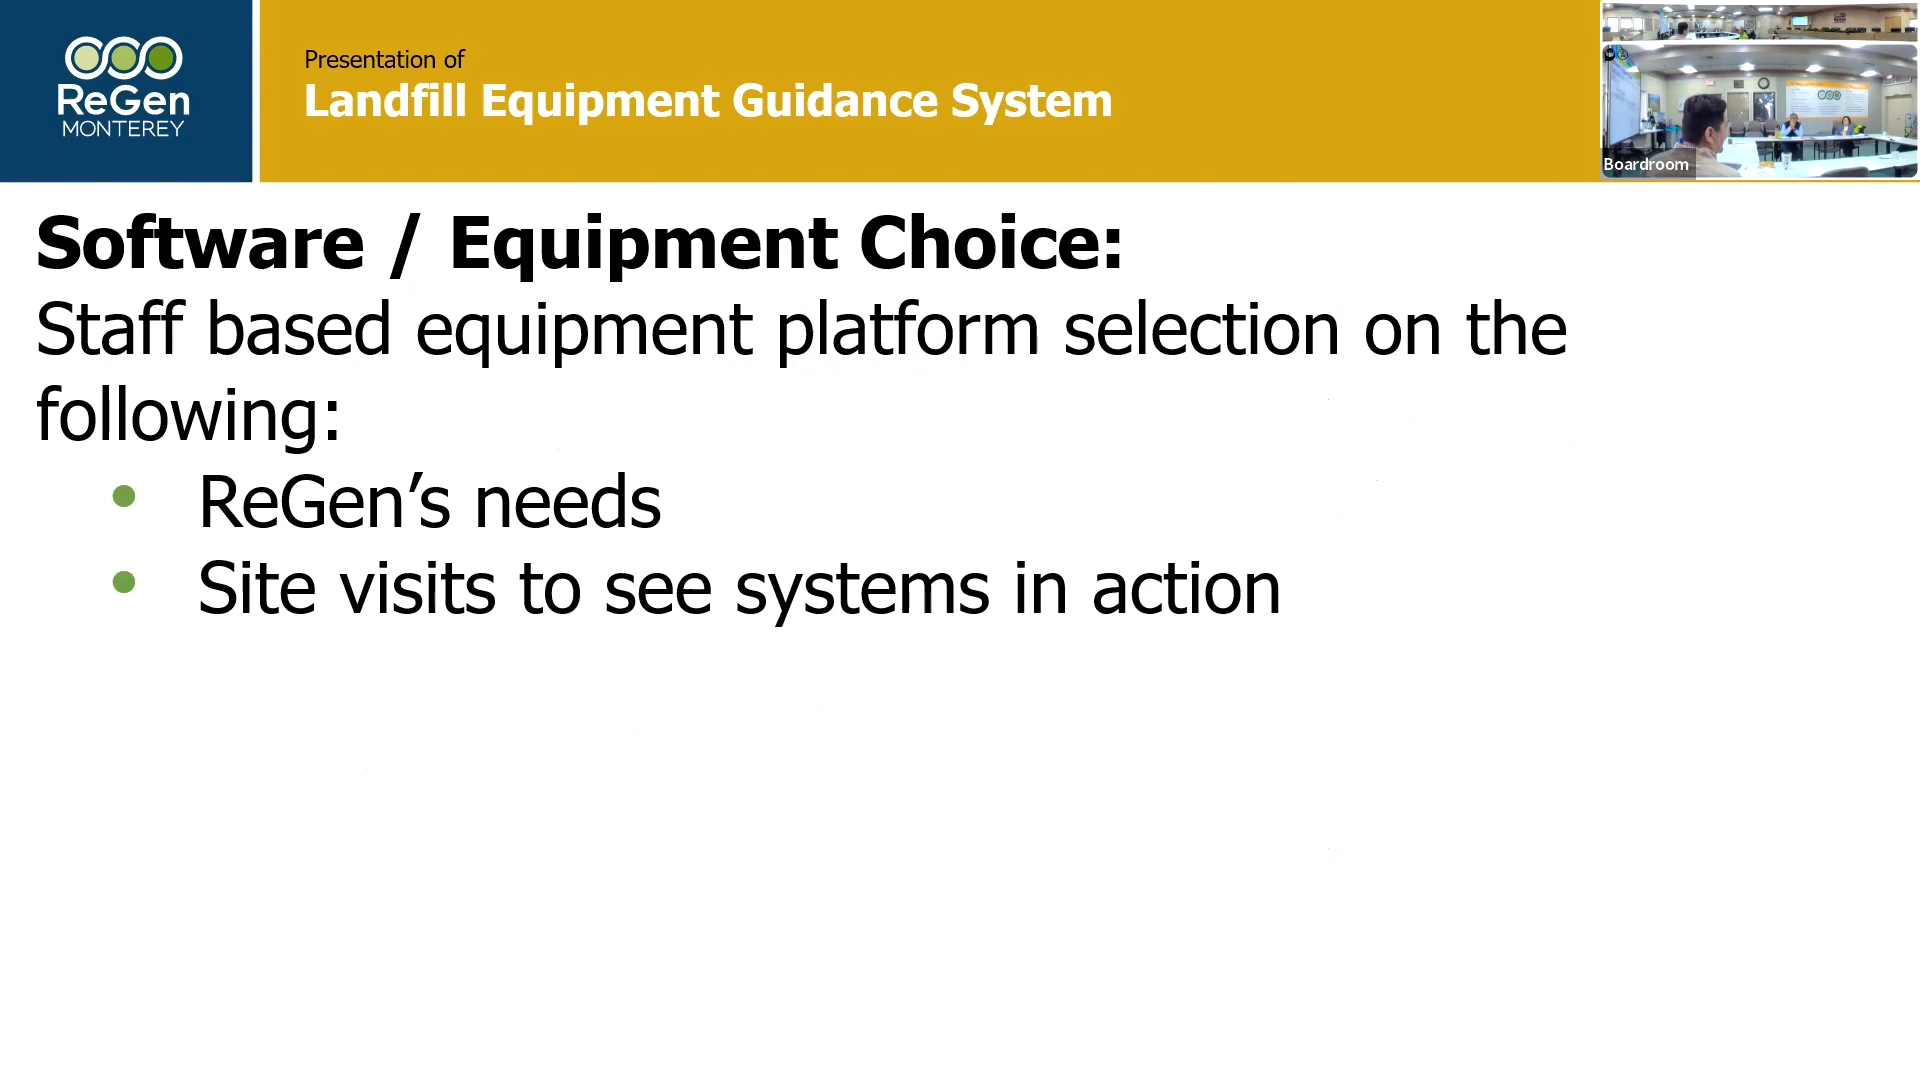 ReGen
MONTEREY
Presentation of
Landfill Equipment Guidance System
Boardroom
Software / Equipment Choice:
Staff based equipment platform selection on the
following:
• ReGen’s needs
• Site visits to see systems in action